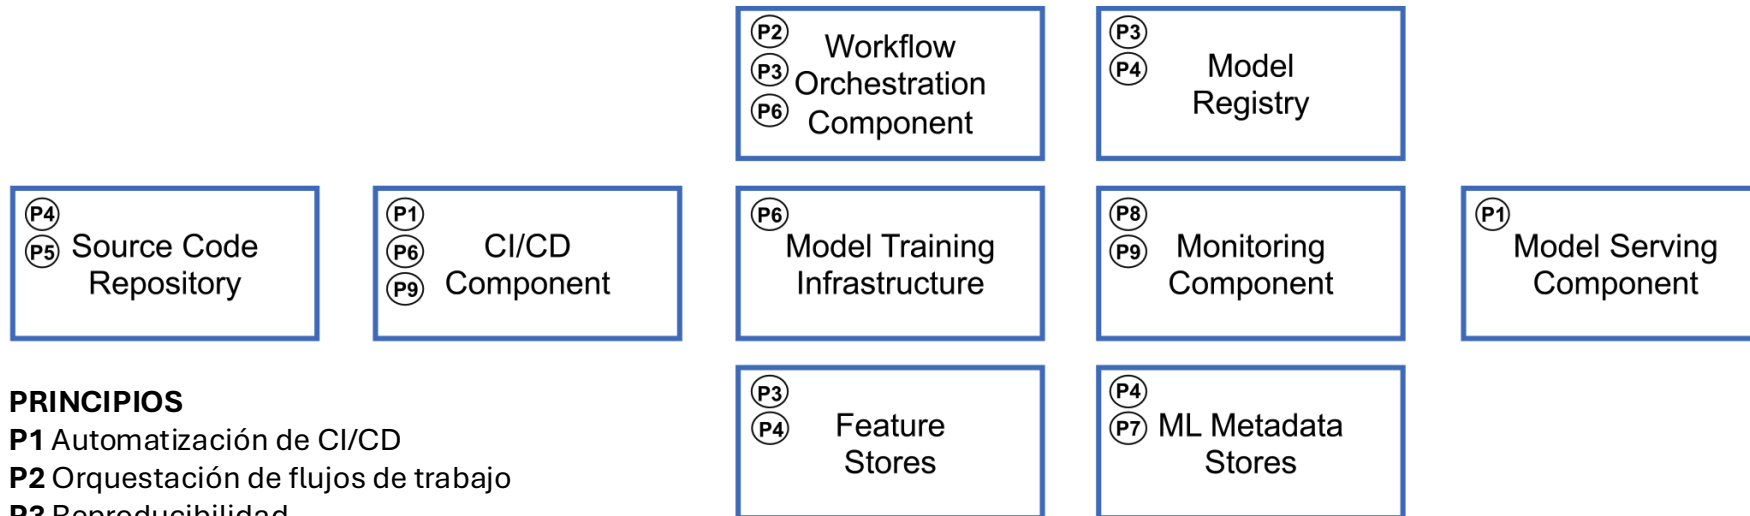 P2
P3
P6
Workflow
Orchestration
Component
P3
P4
Model
Registry
P4
P5
Source Code
Repository
P1
P6
P9
CI/CD
Component
P6
Model Training
Infrastructure
P8
P9
Monitoring
Component
P1
Model Serving
Component
P3
P4
Feature
Stores
P4
P7
ML Metadata
Stores
PRINCIPIOS
P1 Automatización de CI/CD
P2 Orquestación de flujos de trabajo
P3 Reproducibilidad